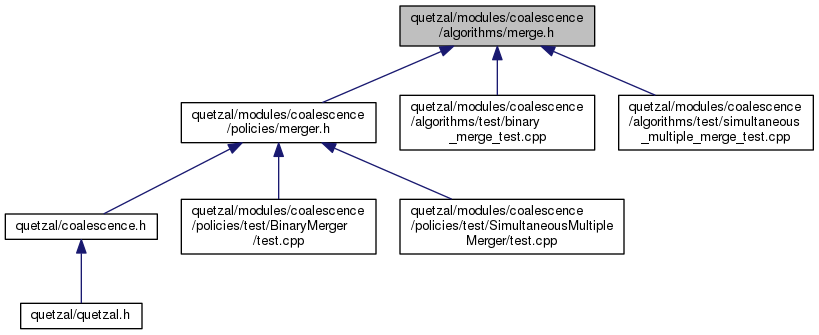 quetzal/modules/coalescence
/algorithms/merge.h
quetzal/modules/coalescence
/policies/merger.h
quetzal/modules/coalescence
/algorithms/test/binary
_merge_test.cpp
quetzal/modules/coalescence
/algorithms/test/simultaneous
_multiple_merge_test.cpp
quetzal/coalescence.h
quetzal/modules/coalescence
/policies/test/BinaryMerger
/test.cpp
quetzal/modules/coalescence
/policies/test/SimultaneousMultiple
Merger/test.cpp
quetzal/quetzal.h